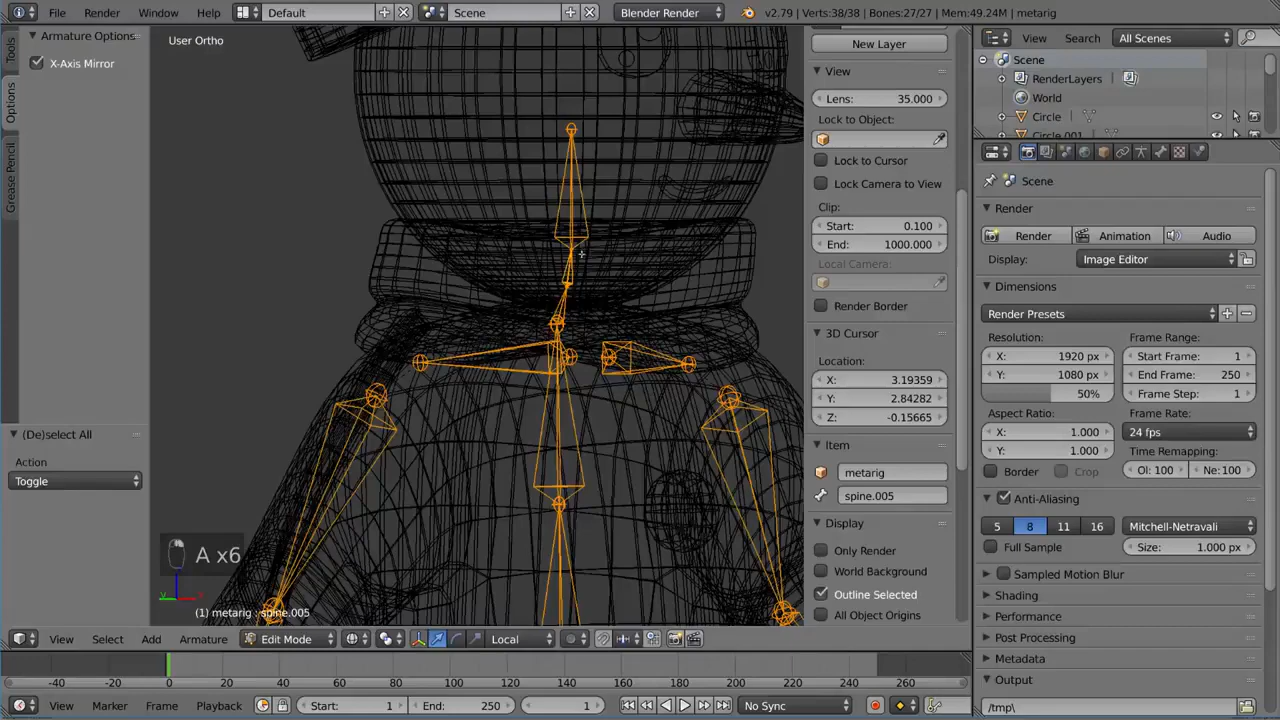 File Render Window Help Default Scene Blender Render v2.79 | Verts:38/38 | Bones:27/27 | Mem:49.24M | metarig
Tools
Options
Grease Pencil
Armature Options
X-Axis Mirror
(De)select All
Action
Toggle
User Ortho
A x6
(1) metarig : spine.005
New Layer
View
Lens: 35.000
Lock to Object:
Lock to Cursor
Lock Camera to View
Clip:
Start: 0.100
End: 1000.000
Local Camera:
Render Border
3D Cursor
Location:
X: 3.19359
Y: 2.84282
Z: -0.15665
Item
metarig
spine.005
Display
Only Render
World Background
Outline Selected
All Object Origins
View Search All Scenes
Scene
RenderLayers
World
Circle
Circle.001
Scene
Render
Render Animation Audio
Display: Image Editor
Dimensions
Render Presets
Resolution:
X: 1920 px
Y: 1080 px
50%
Aspect Ratio:
X: 1.000
Y: 1.000
Border Crop
Frame Range:
Start Frame: 1
End Frame: 250
Frame Step: 1
Frame Rate:
24 fps
Time Remapping:
Ol: 100 Ne:100
Anti-Aliasing
5 8 11 16 Mitchell-Netravali
Full Sample Size: 1.000 px
Sampled Motion Blur
Shading
Performance
Post Processing
Metadata
Output
/tmp\
View Select Add Armature Edit Mode Local
-40 -20 0 20 40 60 80 100 120 140 160 180 200 220 240 260
View Marker Frame Playback Start: 1 End: 250 1 No Sync